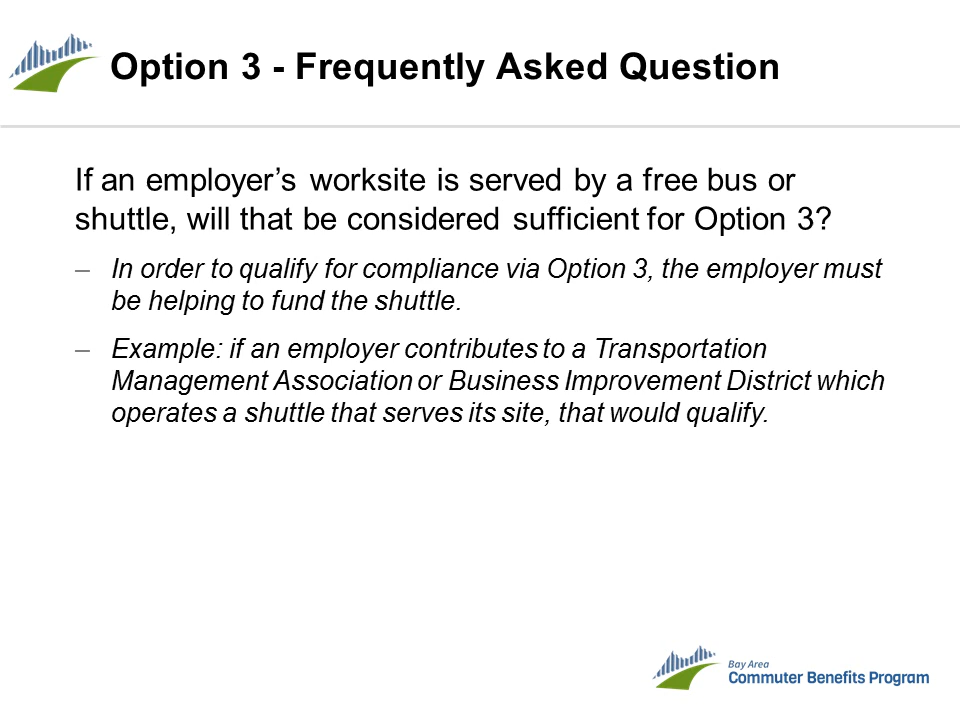 Option 3 - Frequently Asked Question
If an employer’s worksite is served by a free bus or
shuttle, will that be considered sufficient for Option 3?
– In order to qualify for compliance via Option 3, the employer must
be helping to fund the shuttle.
– Example: if an employer contributes to a Transportation
Management Association or Business Improvement District which
operates a shuttle that serves its site, that would qualify.
Bay Area
Commuter Benefits Program